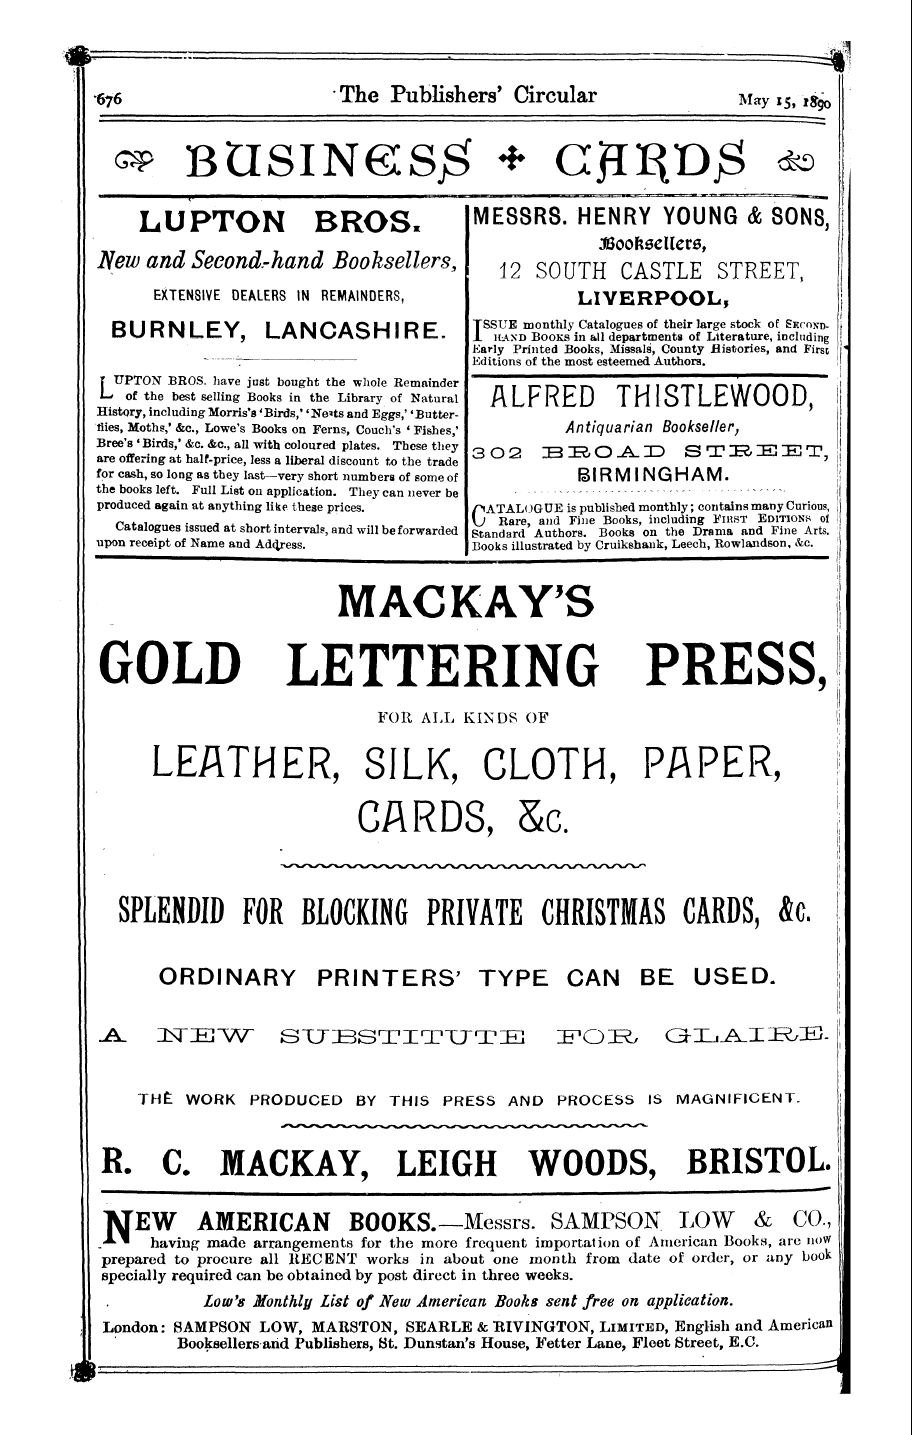 676 The Publishers' Circular May 15, 1890
BUSINESS CARDS
LUPTON BROS.
New and Second-hand Booksellers,
EXTENSIVE DEALERS IN REMAINDERS,
BURNLEY, LANCASHIRE.
LUPTON BROS. have just bought the whole Remainder
of the best selling Books in the Library of Natural
History, including Morris's 'Birds,' 'Nests and Eggs,' 'Butter-
flies, Moths,' &c., Lowe's Books on Ferns, Couch's 'Fishes,'
Bree's 'Birds,' &c. &c., all with coloured plates. These they
are offering at half-price, less a liberal discount to the trade
for cash, so long as they last—very short numbers of some of
the books left. Full List on application. They can never be
produced again at anything like these prices.
Catalogues issued at short intervals, and will be forwarded
upon receipt of Name and Address.
MESSRS. HENRY YOUNG & SONS,
Booksellers,
12 SOUTH CASTLE STREET,
LIVERPOOL,
ISSUE monthly Catalogues of their large stock of SECOND-
HAND BOOKS in all departments of Literature, including
Early Printed Books, Missals, County Histories, and First
Editions of the most esteemed Authors.
ALFRED THISTLEWOOD,
Antiquarian Bookseller,
302 BROAD STREET,
BIRMINGHAM.
CATALOGUE is published monthly; contains many Curious,
Rare, and Fine Books, including FIRST EDITIONS of
Standard Authors. Books on the Drama and Fine Arts.
Books illustrated by Cruikshank, Leech, Rowlandson, &c.
MACKAY'S
GOLD LETTERING PRESS,
FOR ALL KINDS OF
LEATHER, SILK, CLOTH, PAPER,
CARDS, &c.
SPLENDID FOR BLOCKING PRIVATE CHRISTMAS CARDS, &c.
ORDINARY PRINTERS' TYPE CAN BE USED.
A NEW SUBSTITUTE FOR GLAIRE.
THE WORK PRODUCED BY THIS PRESS AND PROCESS IS MAGNIFICENT.
R. C. MACKAY, LEIGH WOODS, BRISTOL.
NEW AMERICAN BOOKS.—Messrs. SAMPSON LOW & CO.,
having made arrangements for the more frequent importation of American Books, are now
prepared to procure all RECENT works in about one month from date of order, or any book
specially required can be obtained by post direct in three weeks.
Low's Monthly List of New American Books sent free on application.
London: SAMPSON LOW, MARSTON, SEARLE & RIVINGTON, LIMITED, English and American
Booksellers and Publishers, St. Dunstan's House, Fetter Lane, Fleet Street, E.C.